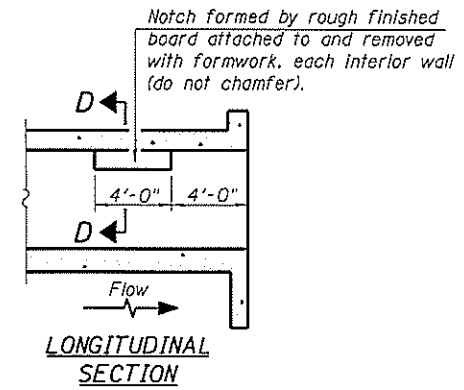 Notch formed by rough finished
board attached to and removed
with formwork, each interior wall
(do not chamfer).
D
4'-0" 4'-0"
D
Flow
LONGITUDINAL
SECTION